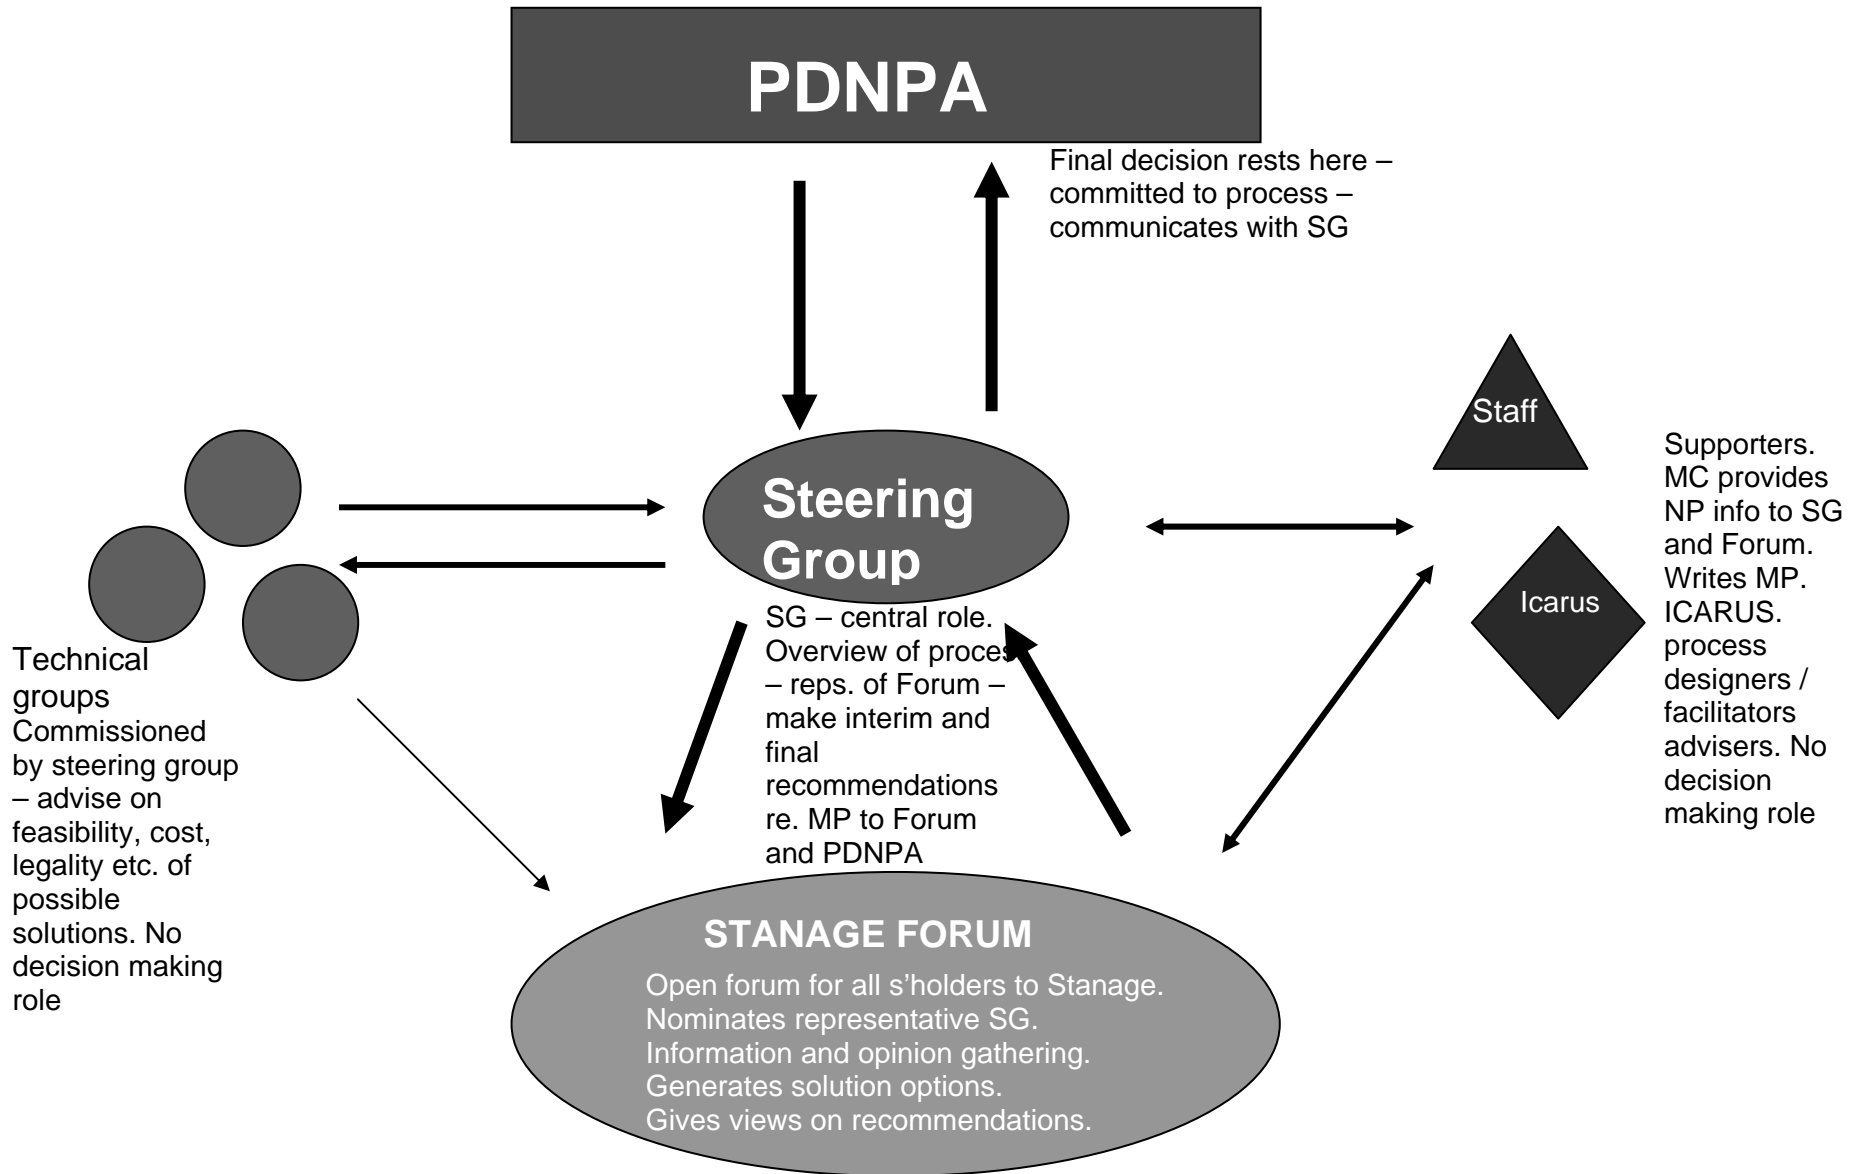 PDNPA
Final decision rests here –
committed to process –
communicates with SG
Staff
Supporters.
MC provides
NP info to SG
and Forum.
Writes MP.
ICARUS.
process
designers /
facilitators
advisers. No
decision
making role
Icarus
Steering
Group
SG – central role.
Overview of proces
– reps. of Forum –
make interim and
final
recommendations
re. MP to Forum
and PDNPA
Technical
groups
Commissioned
by steering group
– advise on
feasibility, cost,
legality etc. of
possible
solutions. No
decision making
role
STANAGE FORUM
Open forum for all s’holders to Stanage.
Nominates representative SG.
Information and opinion gathering.
Generates solution options.
Gives views on recommendations.